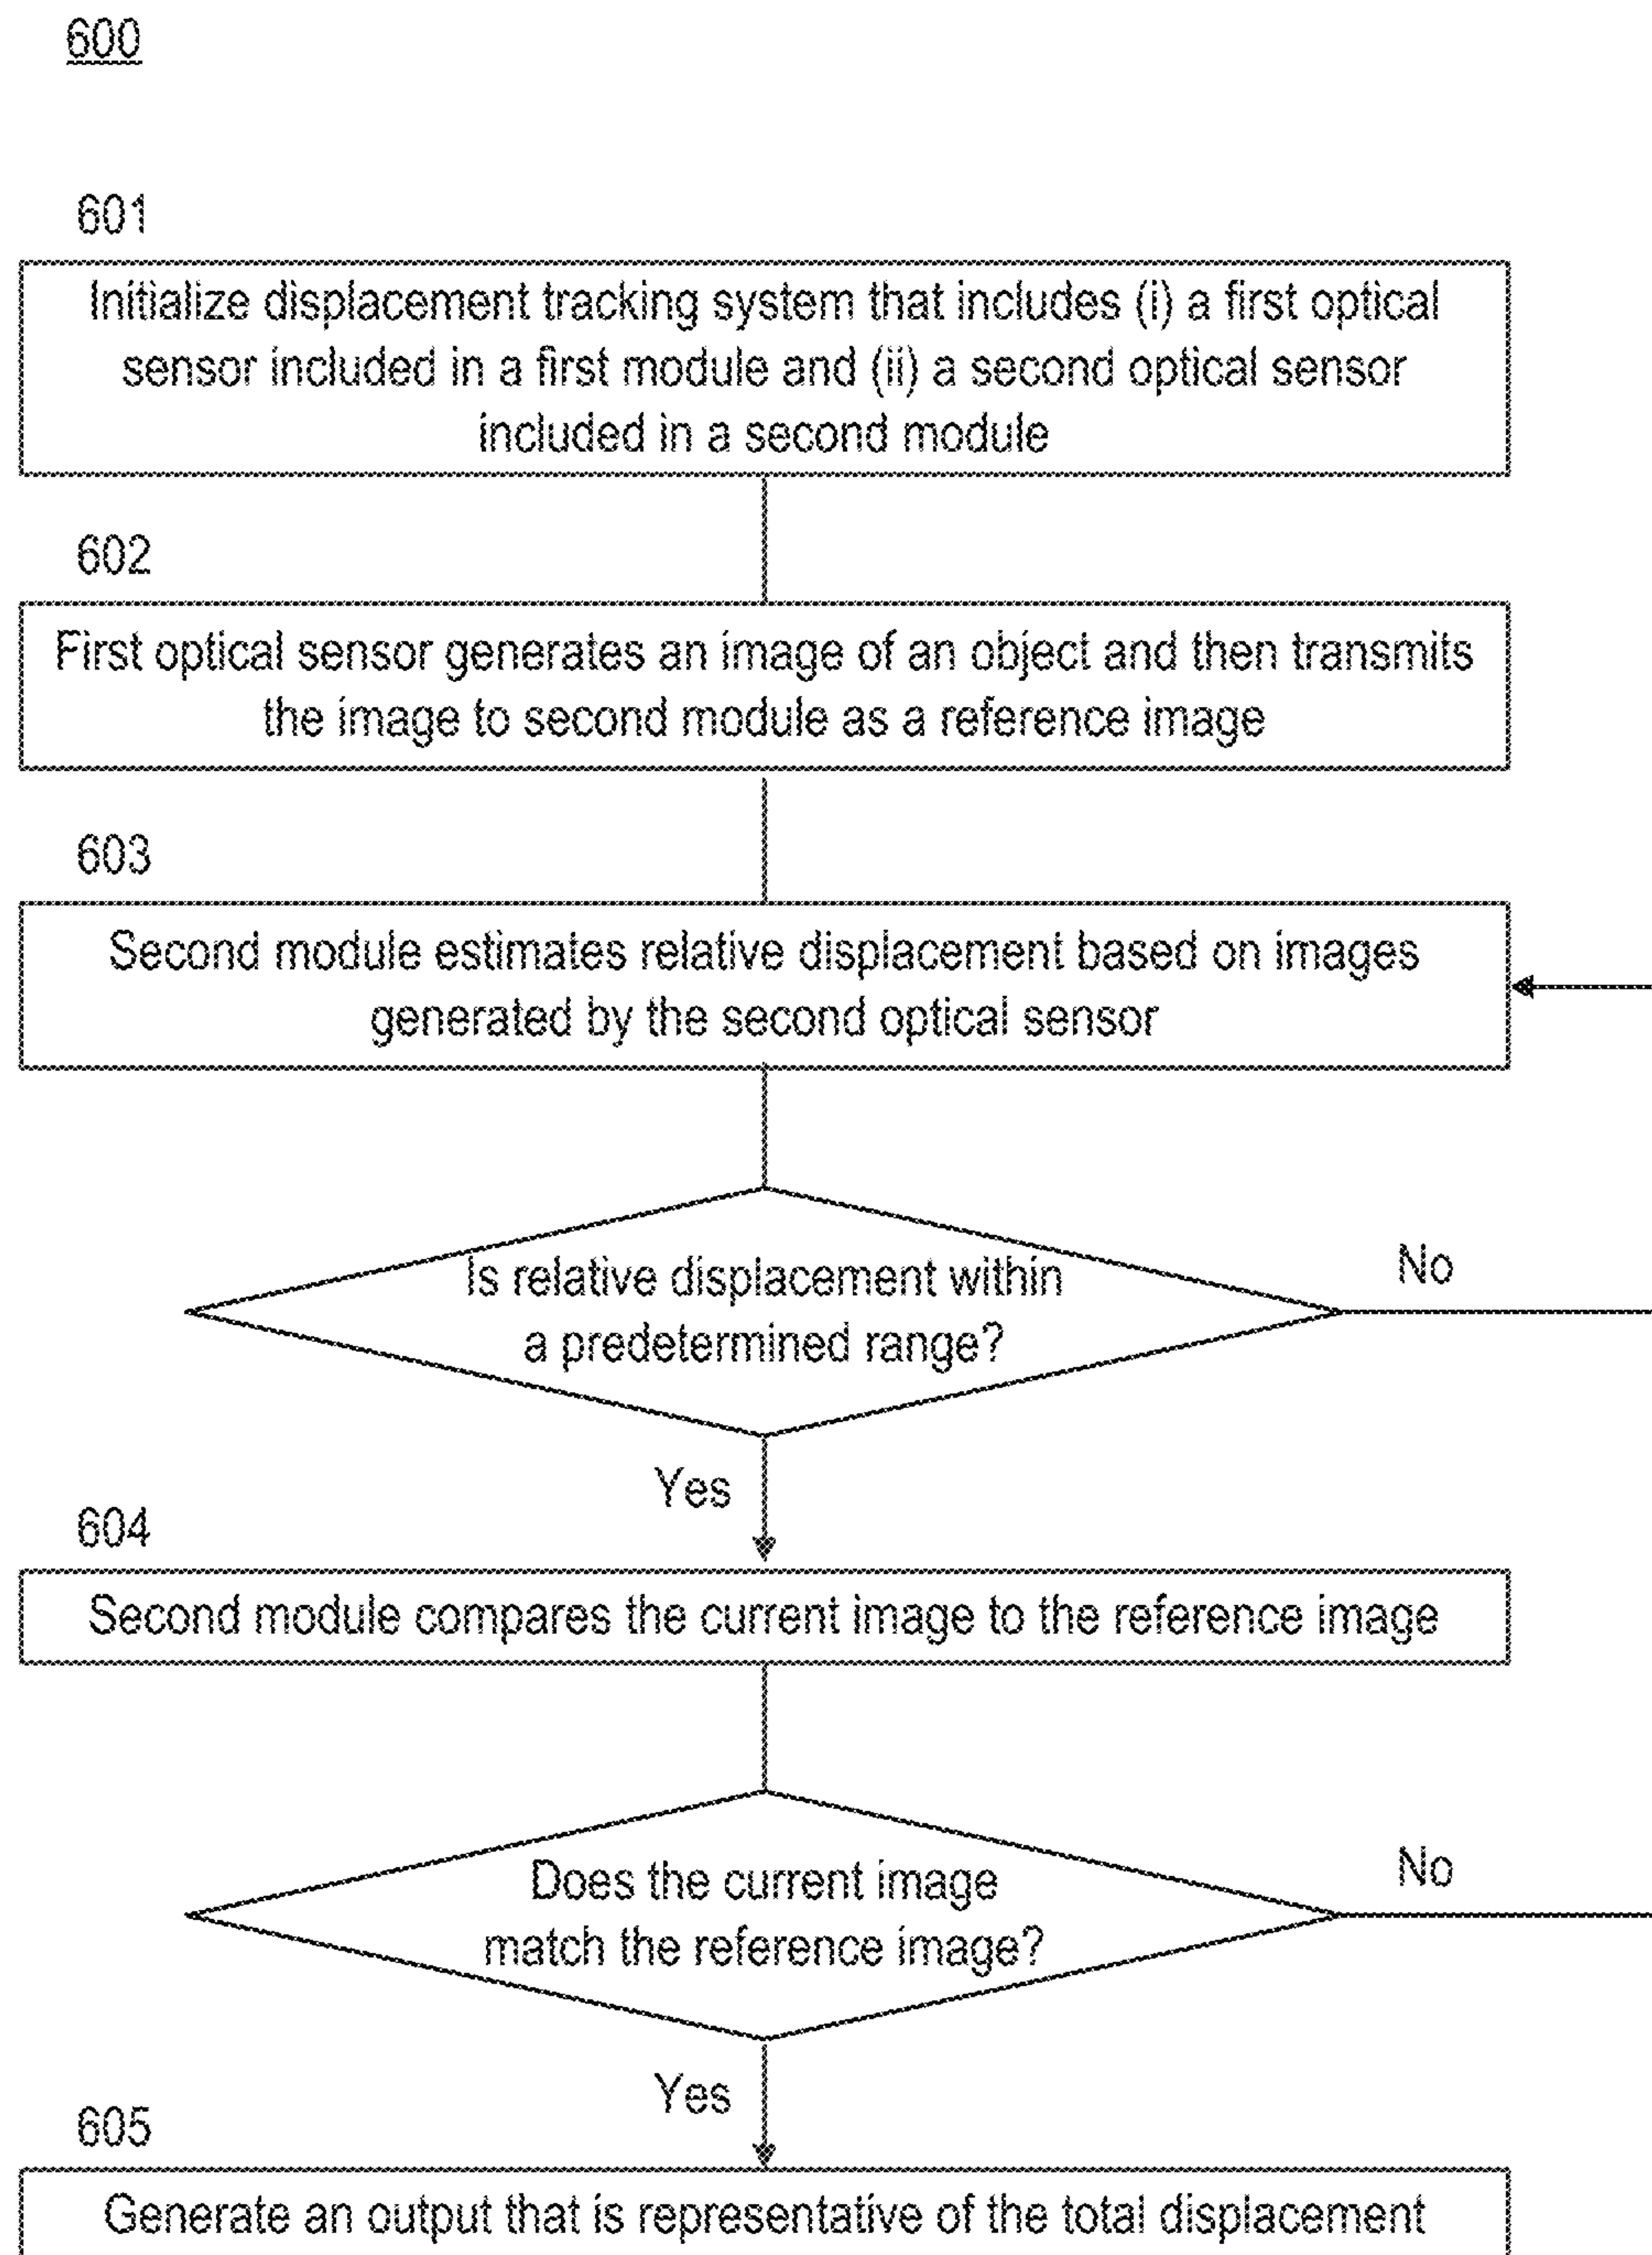 600
601
Initialize displacement tracking system that includes (i) a first optical
sensor included in a first module and (ii) a second optical sensor
included in a second module
602
First optical sensor generates an image of an object and then transmits
the image to second module as a reference image
603
Second module estimates relative displacement based on images
generated by the second optical sensor
Is relative displacement within
a predetermined range?
No
Yes
604
Second module compares the current image to the reference image
Does the current image
match the reference image?
No
Yes
605
Generate an output that is representative of the total displacement